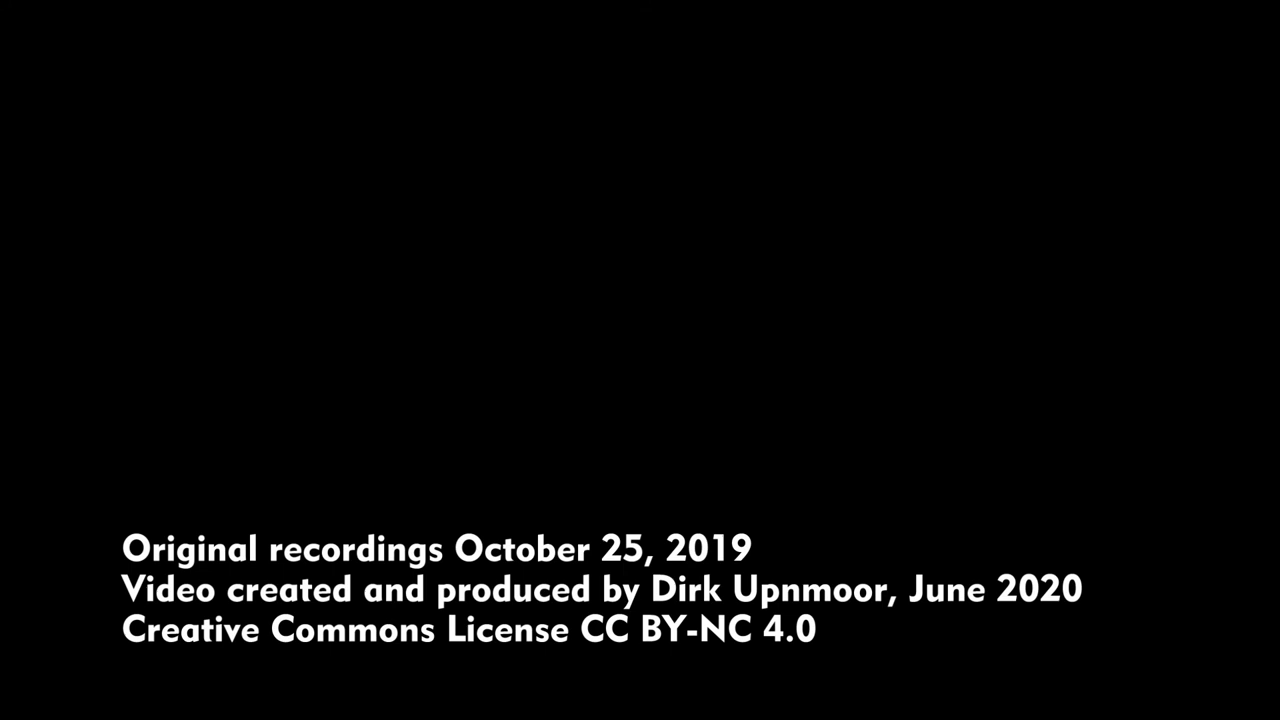 Original recordings October 25, 2019
Video created and produced by Dirk Upnmoor, June 2020
Creative Commons License CC BY-NC 4.0